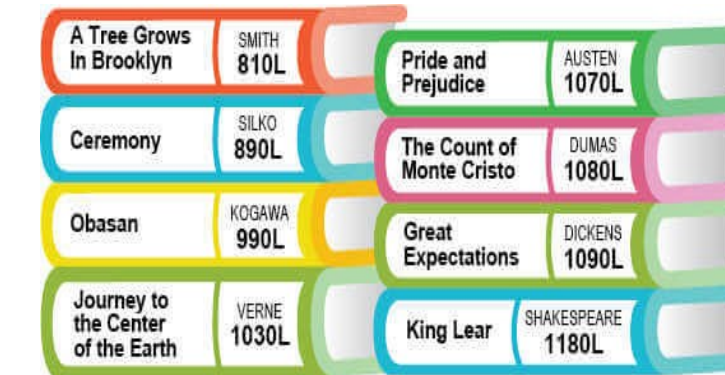 A Tree Grows
In Brooklyn
SMITH
810L
Ceremony
SILKO
890L
Obasan
KOGAWA
990L
Journey to
the Center
of the Earth
VERNE
1030L
Pride and
Prejudice
AUSTEN
1070L
The Count of
Monte Cristo
DUMAS
1080L
Great
Expectations
DICKENS
1090L
King Lear
SHAKESPEARE
1180L